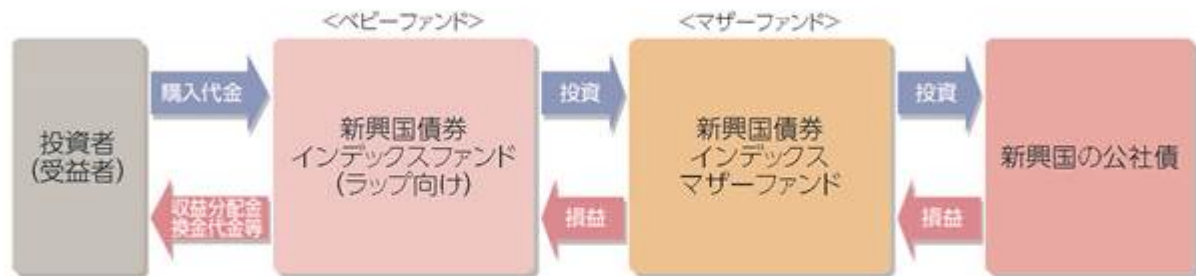 <ベビーファンド>
<マザーファンド>
投資者
(受益者)
購入代金
収益分配金
換金代金等
新興国債券
インデックスファンド
(ラップ向け)
投資
損益
新興国債券
インデックス
マザーファンド
投資
損益
新興国の公社債